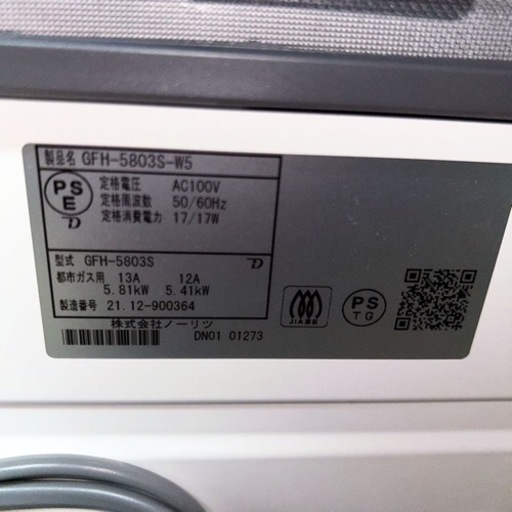 製品名 GFH-5803S-W5
PS
E
定格電圧 AC100V
定格周波数 50/60Hz
定格消費電力 17/17W
型式 GFH-5803S
都市ガス用 13A 12A
5.81kW 5.41kW
製造番号 21.12-900364
株式会社ノーリツ
DN01 01273
JIA
PS
TG